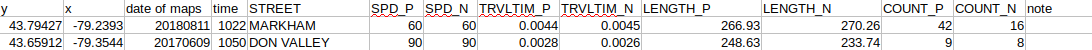 y x date of maps time STREET SPD_P SPD_N TRVLTIM_P TRVLTIM_N LENGTH_P LENGTH_N COUNT_P COUNT_N note
43.79427 -79.2393 20180811 1022 MARKHAM 60 60 0.0044 0.0045 266.93 270.26 42 16
43.65912 -79.3544 20170609 1050 DON VALLEY 90 90 0.0028 0.0026 248.63 233.74 9 8